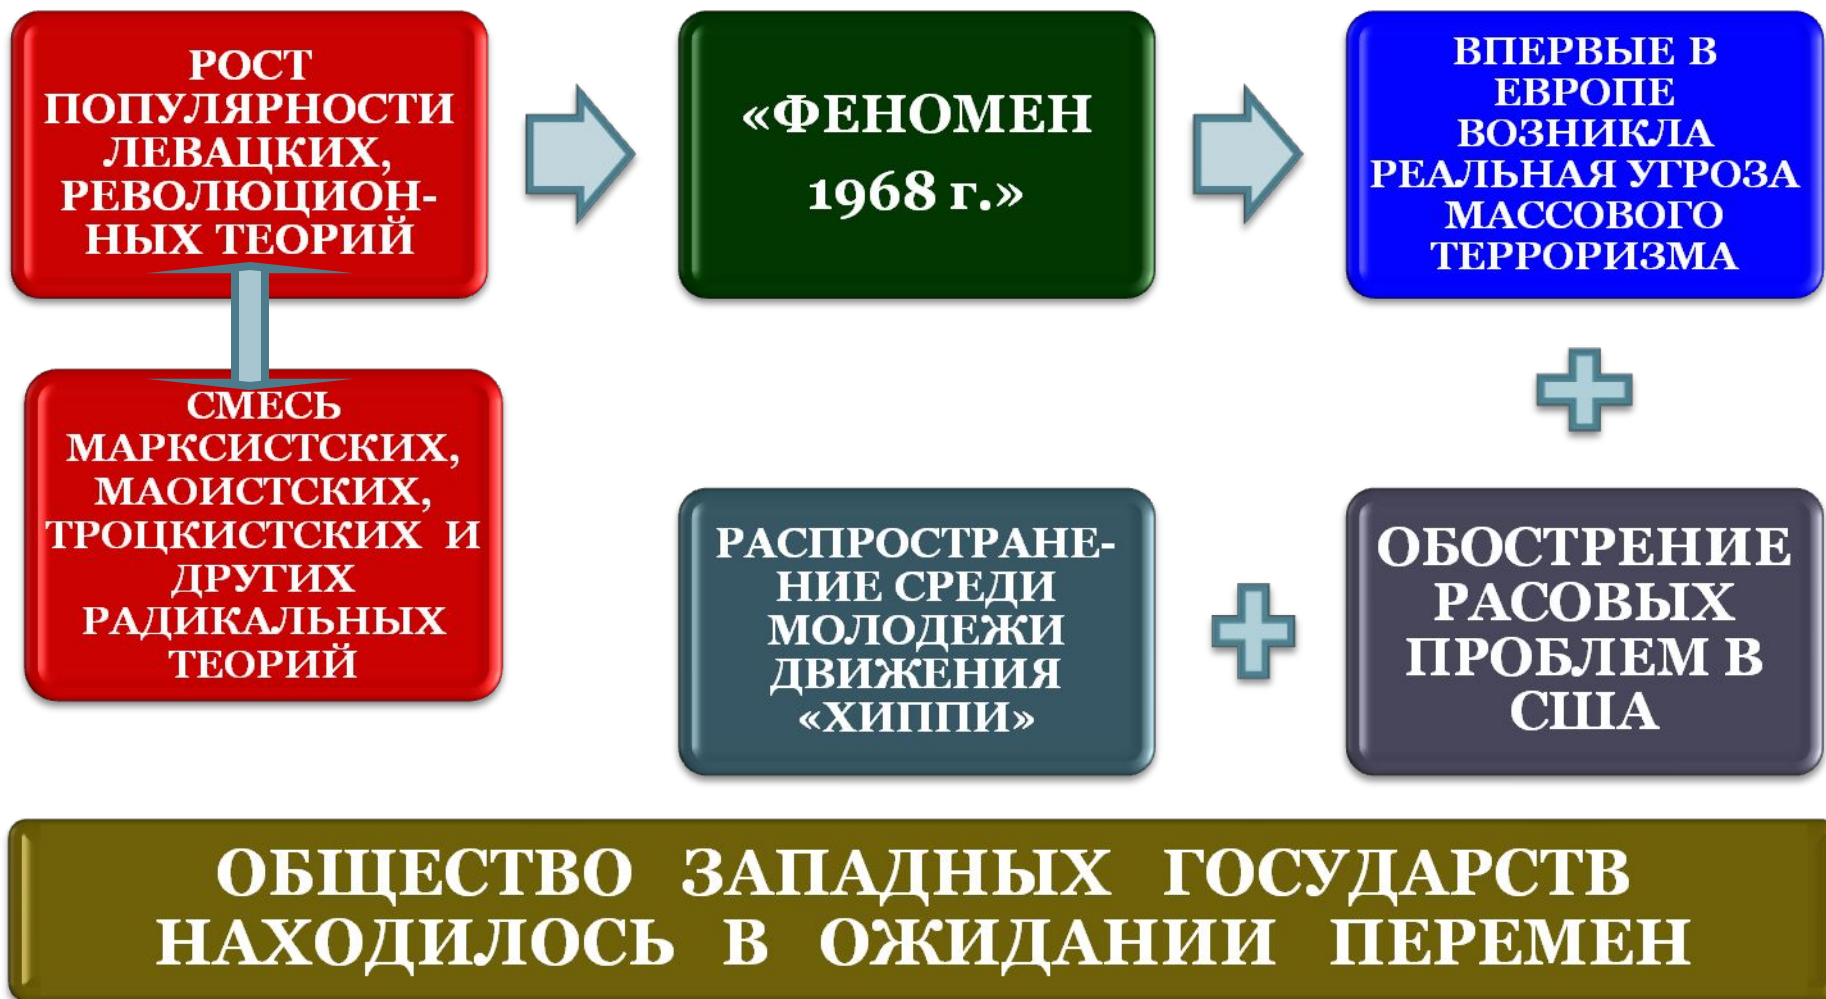 РОСТ
ПОПУЛЯРНОСТИ
ЛЕВАЦКИХ,
РЕВОЛЮЦИОН-
НЫХ ТЕОРИЙ
«ФЕНОМЕН
1968 г.»
ВПЕРВЫЕ В
ЕВРОПЕ
ВОЗНИКЛА
РЕАЛЬНАЯ УГРОЗА
МАССОВОГО
ТЕРРОРИЗМА
СМЕСЬ
МАРКСИСТСКИХ,
МАОИСТСКИХ,
ТРОЦКИСТСКИХ И
ДРУГИХ
РАДИКАЛЬНЫХ
ТЕОРИЙ
РАСПРОСТРАНЕ-
НИЕ СРЕДИ
МОЛОДЕЖИ
ДВИЖЕНИЯ
«ХИППИ»
ОБОСТРЕНИЕ
РАСОВЫХ
ПРОБЛЕМ В
США
ОБЩЕСТВО ЗАПАДНЫХ ГОСУДАРСТВ
НАХОДИЛОСЬ В ОЖИДАНИИ ПЕРЕМЕН